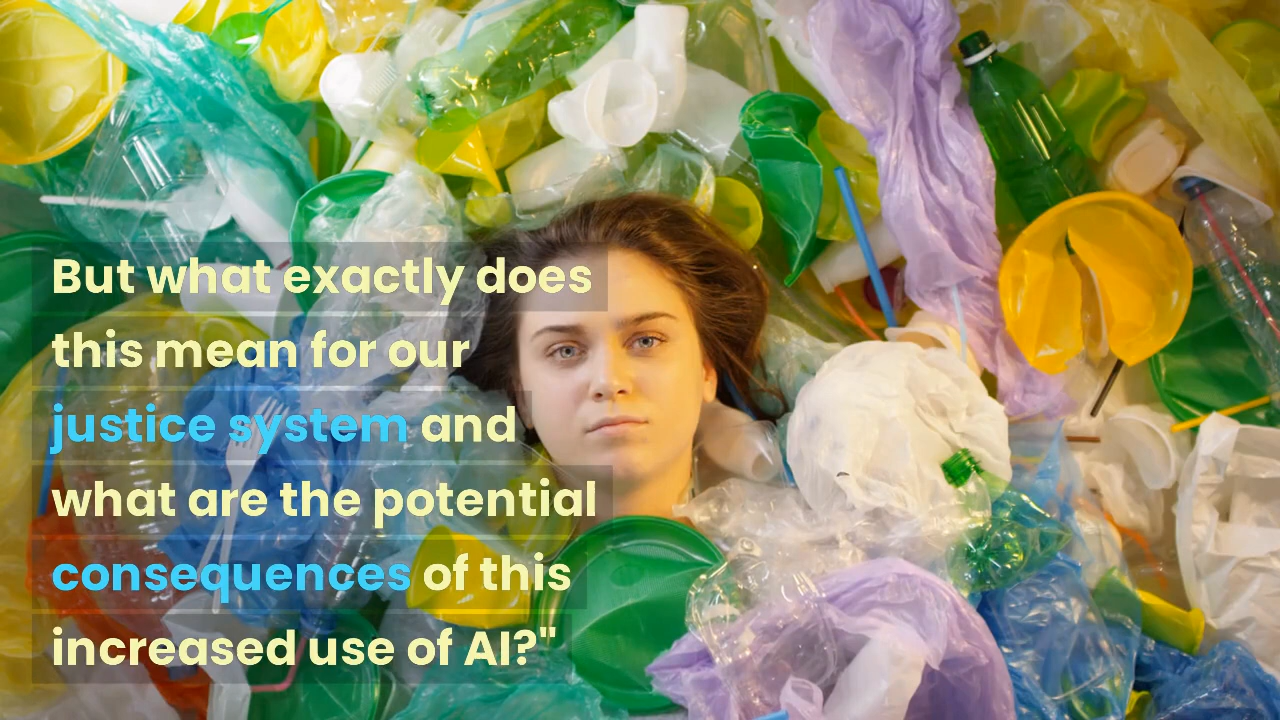 But what exactly does
this mean for our
justice system and
what are the potential
consequences of this
increased use of AI?"